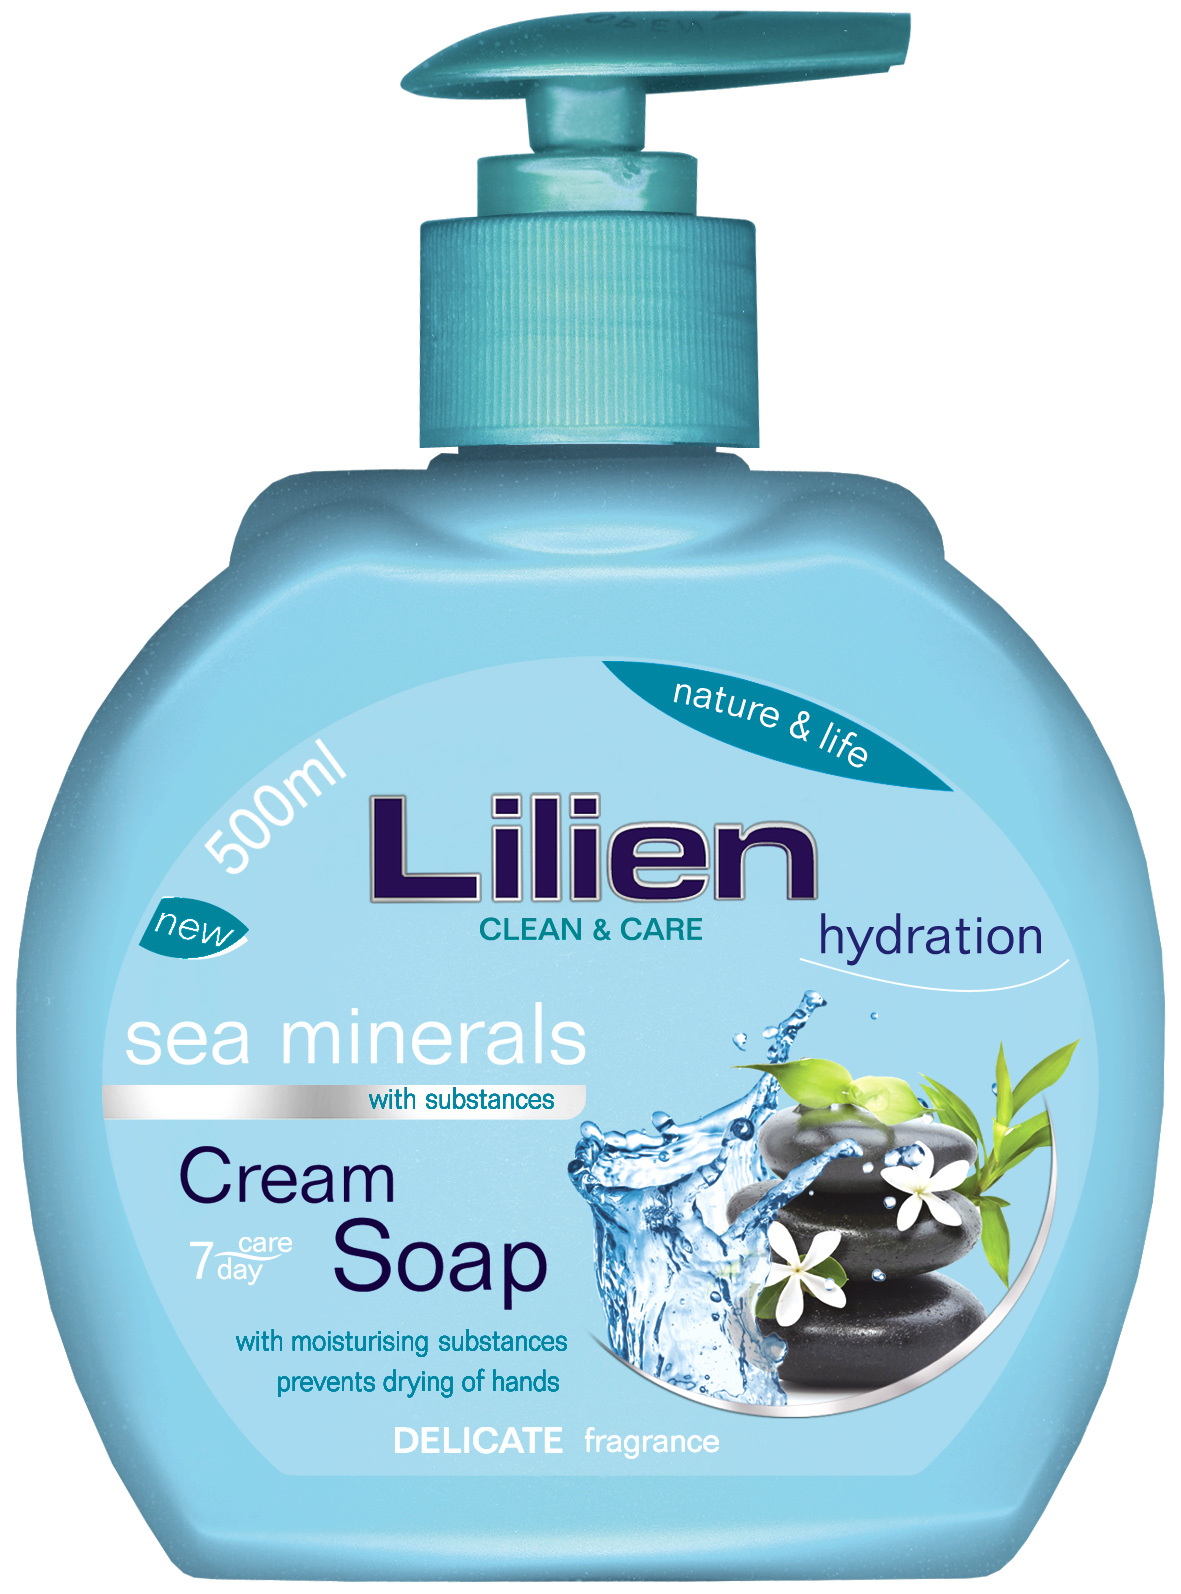 OPEN
nature & life
500ml
Lilien
CLEAN & CARE
new
hydration
sea minerals
with substances
Cream
Soap
7 day care
with moisturising substances
prevents drying of hands
DELICATE fragrance